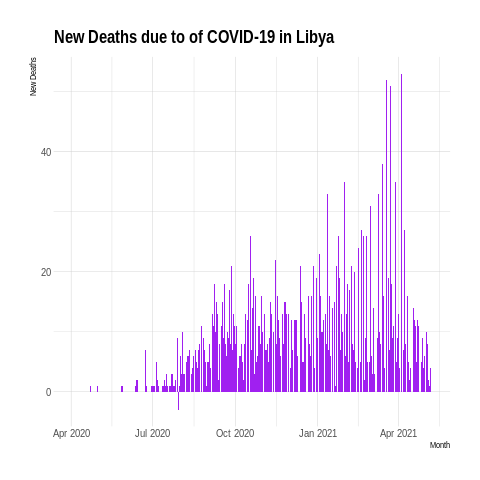 New Deaths due to of COVID-19 in Libya
New Deaths
40
20
0
Apr 2020 Jul 2020 Oct 2020 Jan 2021 Apr 2021
Month